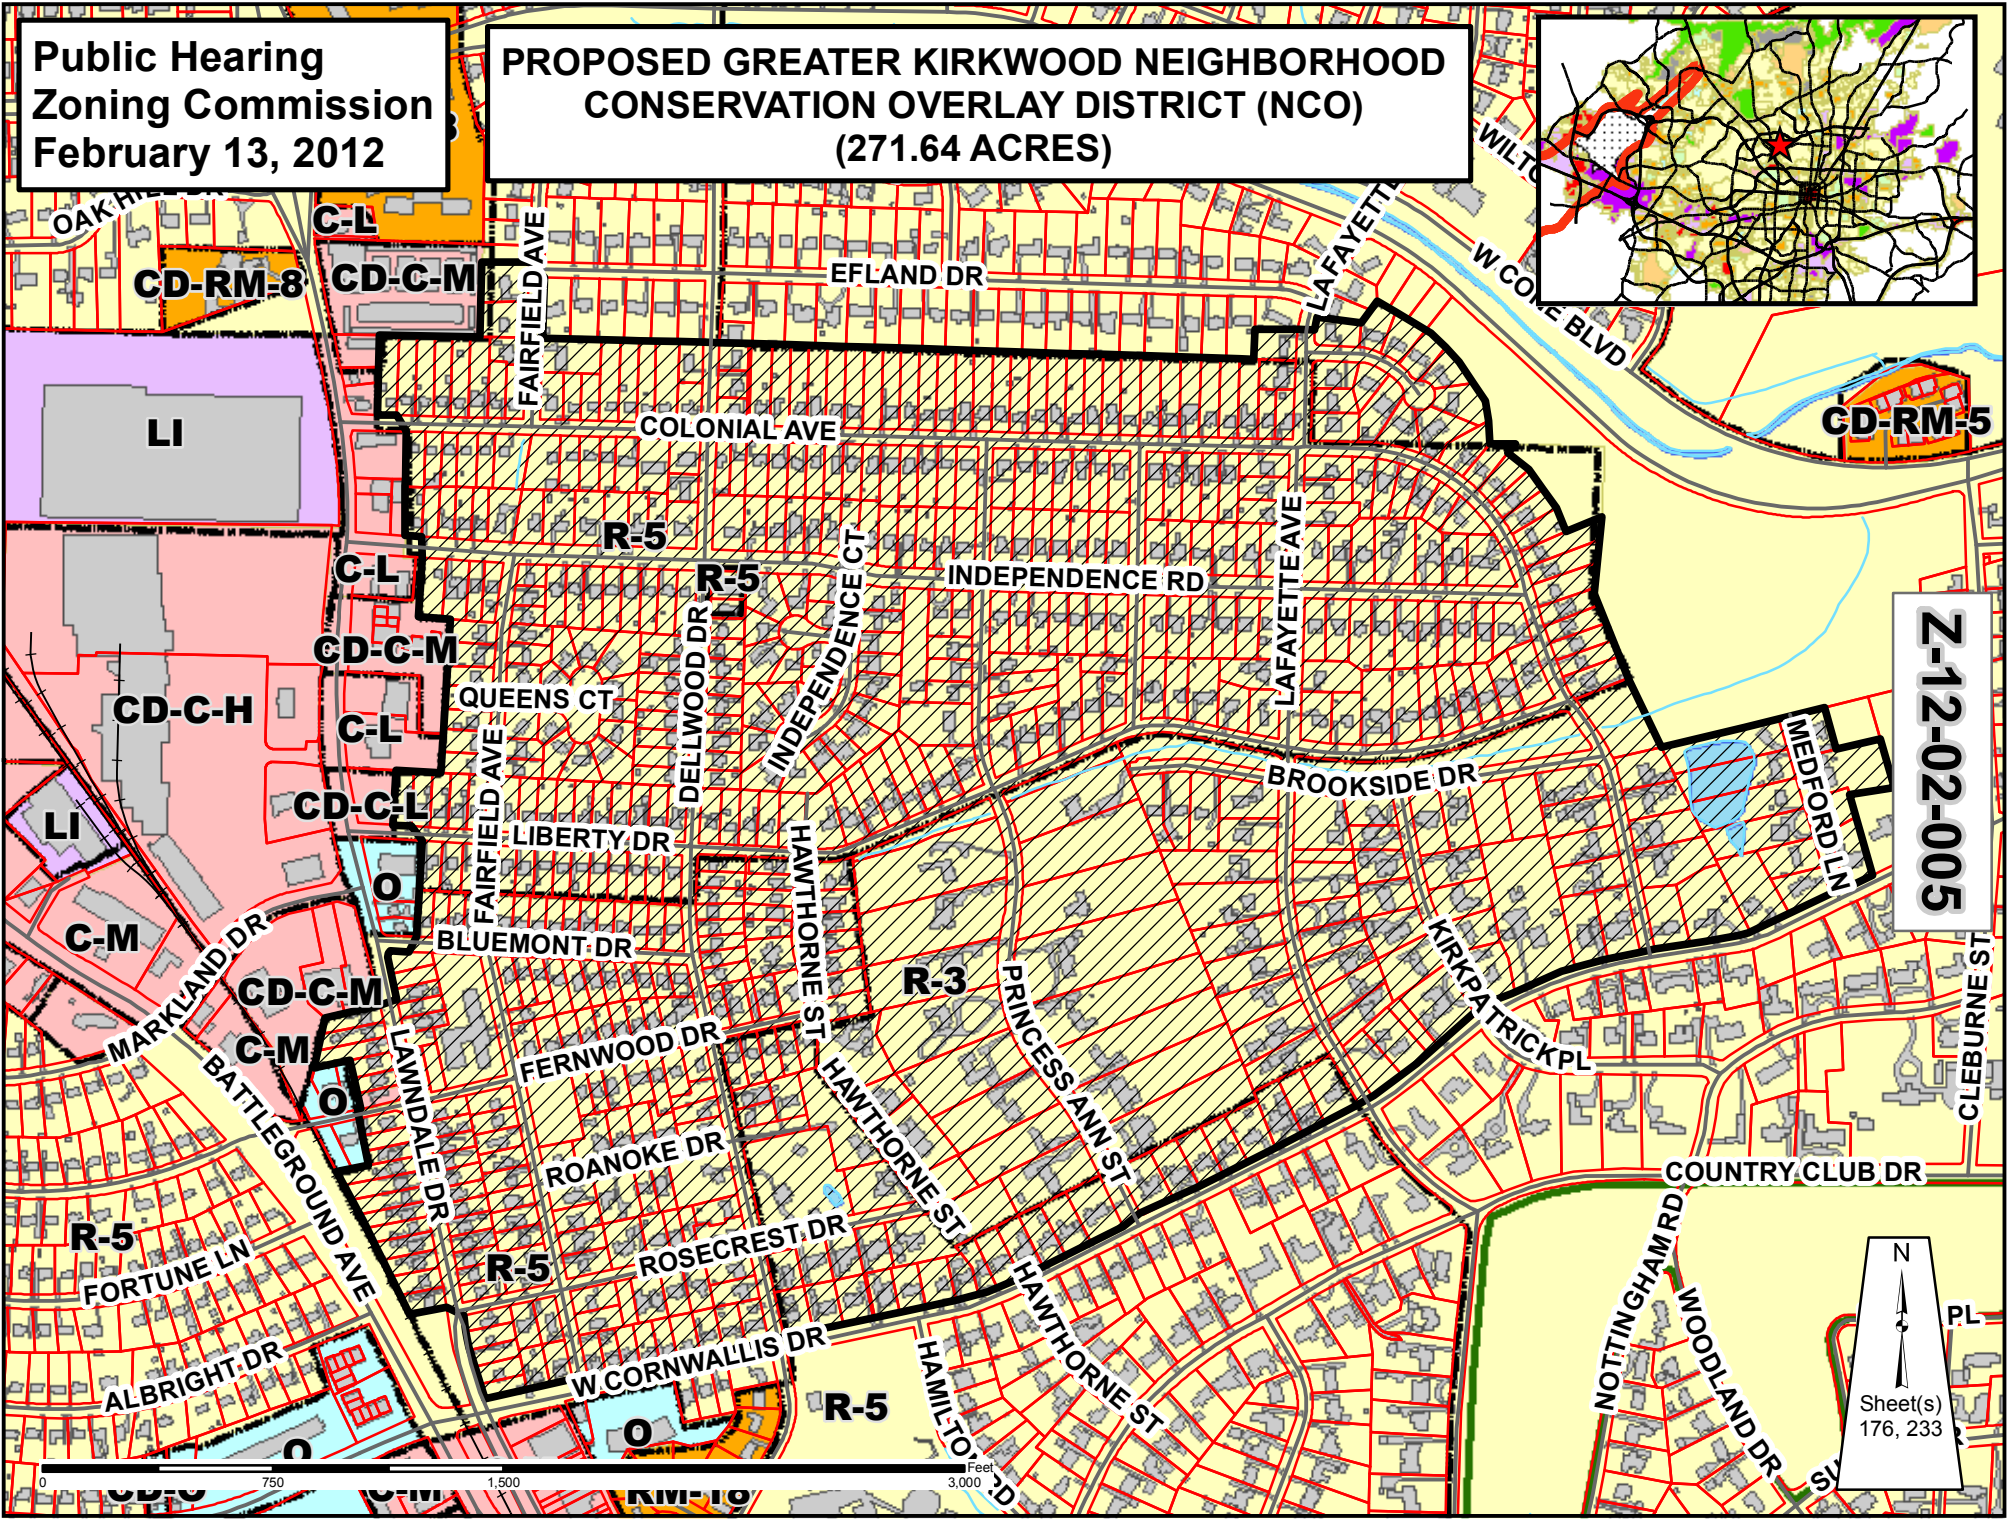 Public Hearing
Zoning Commission
February 13, 2012
PROPOSED GREATER KIRKWOOD NEIGHBORHOOD
CONSERVATION OVERLAY DISTRICT (NCO)
(271.64 ACRES)
OAK HILL DR
C-L
CD-RM-8
CD-C-M
FAIRFIELD AVE
EFLAND DR
LAFAYETTE
W CONE BLVD
CD-RM-5
LI
COLONIAL AVE
R-5
R-5
C-L
INDEPENDENCE RD
INDEPENDENCE CT
LAFAYETTE AVE
CD-C-M
DELLWOOD DR
QUEENS CT
CD-C-H
C-L
FAIRFIELD AVE
BROOKSIDE DR
MEDFORD LN
Z-12-02-005
CD-C-L
LI
LIBERTY DR
HAWTHORNE ST
O
C-M
BLUEMONT DR
MARKLAND DR
CD-C-M
R-3
PRINCESS ANN ST
KIRKPATRICK PL
CLEBURNE ST
C-M
LAWNDALE DR
FERNWOOD DR
HAWTHORNE ST
BATTLEGROUND AVE
O
ROANOKE DR
COUNTRY CLUB DR
R-5
FORTUNE LN
R-5
ROSECREST DR
HAWTHORNE ST
NOTTINGHAM RD
WOODLAND DR
N
PL
Sheet(s)
176, 233
ALBRIGHT DR
W CORNWALLIS DR
R-5
O
O
0 750 1,500 3,000
Feet
C-M
RM-18